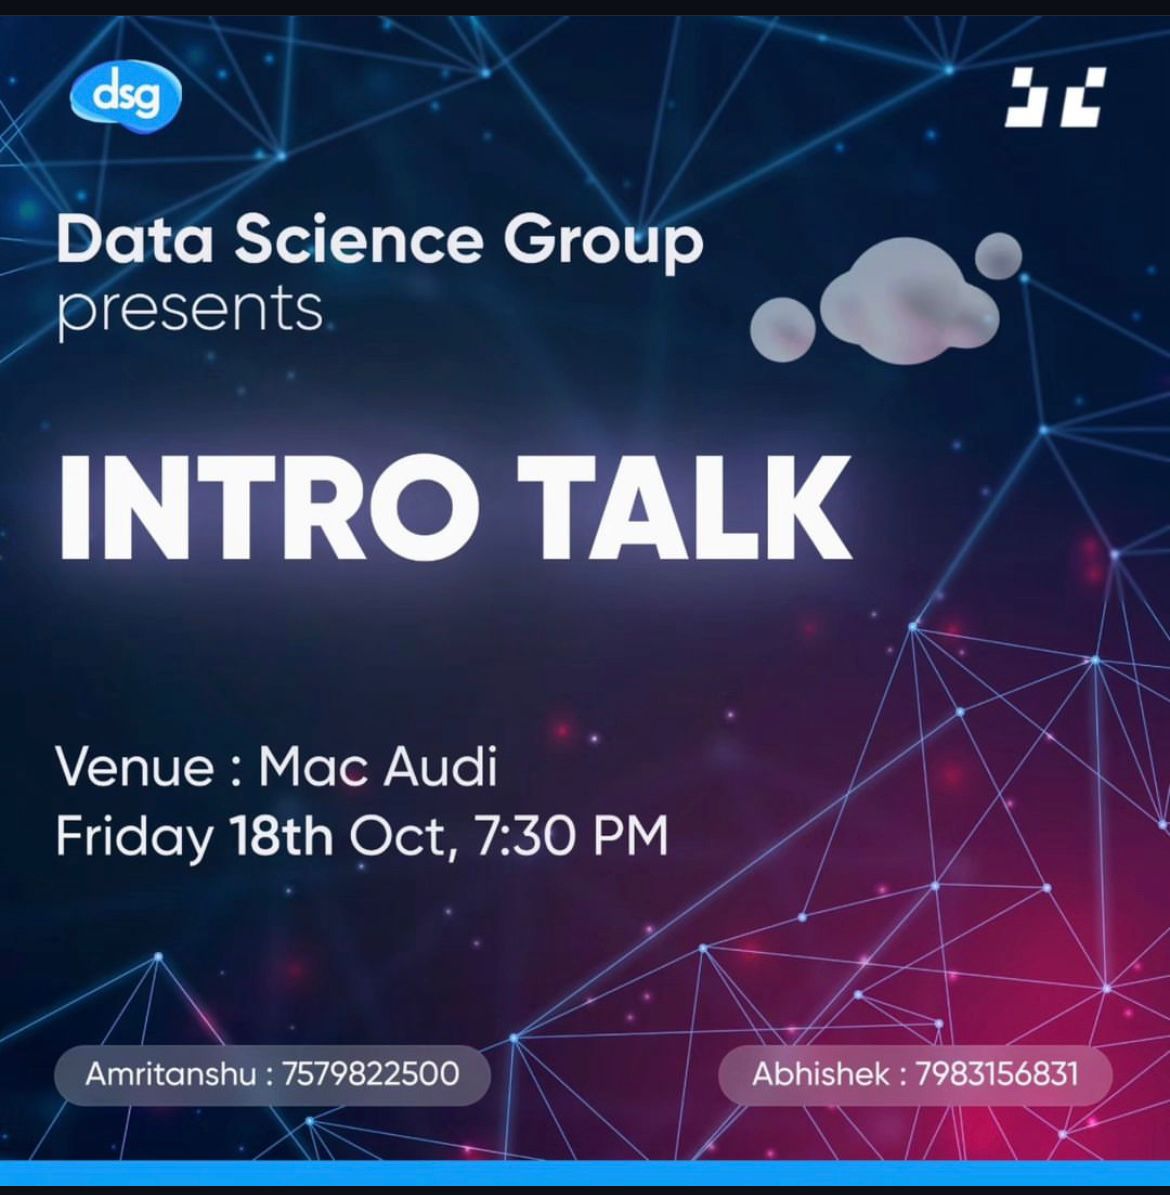 dsg
Data Science Group
presents
INTRO TALK
Venue : Mac Audi
Friday 18th Oct, 7:30 PM
Amritanshu : 7579822500
Abhishek : 7983156831